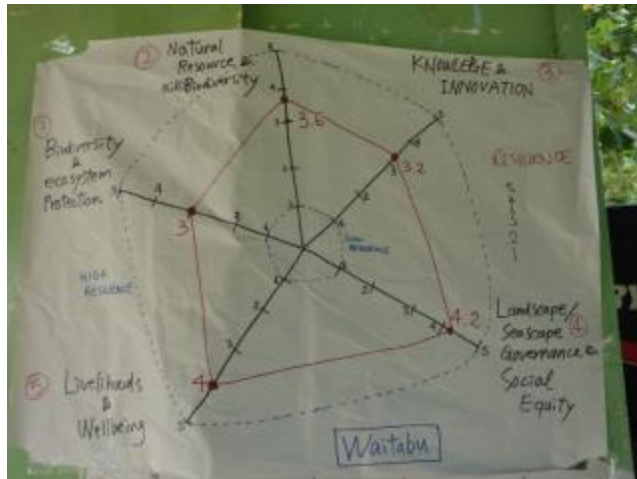 ② Natural
Resource &
Biodiversity
KNOWLEDGE &
INNOVATION
③
①
Biodversity
&
ecosystem
Protection
3.6
3.2
RESILIENCE
5
4
3
2
1
3
LOW
RESILIENCE
HIGH
RESILIENCE
4.2
Landscape/
Seascape
Governance &
Social
Equity
④
4
⑤ Livelihoods
&
Wellbeing
Waitabu